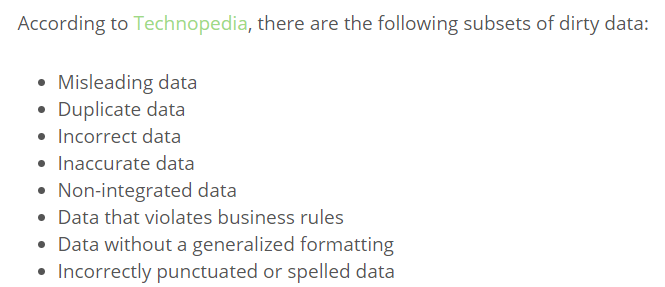 According to Technopedia, there are the following subsets of dirty data:
• Misleading data
• Duplicate data
• Incorrect data
• Inaccurate data
• Non-integrated data
• Data that violates business rules
• Data without a generalized formatting
• Incorrectly punctuated or spelled data